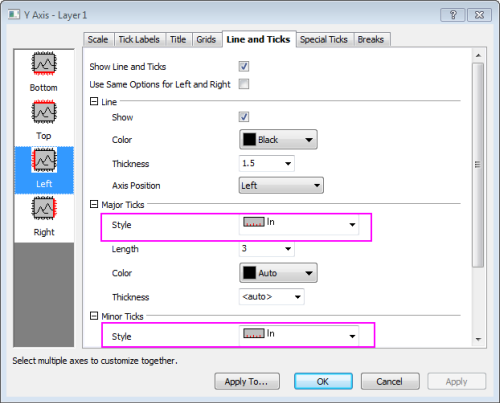 Y Axis - Layer 1
Scale Tick Labels Title Grids Line and Ticks Special Ticks Breaks
Bottom
Top
Left
Right
Show Line and Ticks
Use Same Options for Left and Right
Line
Show
Color Black
Thickness 1.5
Axis Position Left
Major Ticks
Style In
Length 3
Color Auto
Thickness <auto>
Minor Ticks
Style In
Select multiple axes to customize together.
Apply To... OK Cancel Apply